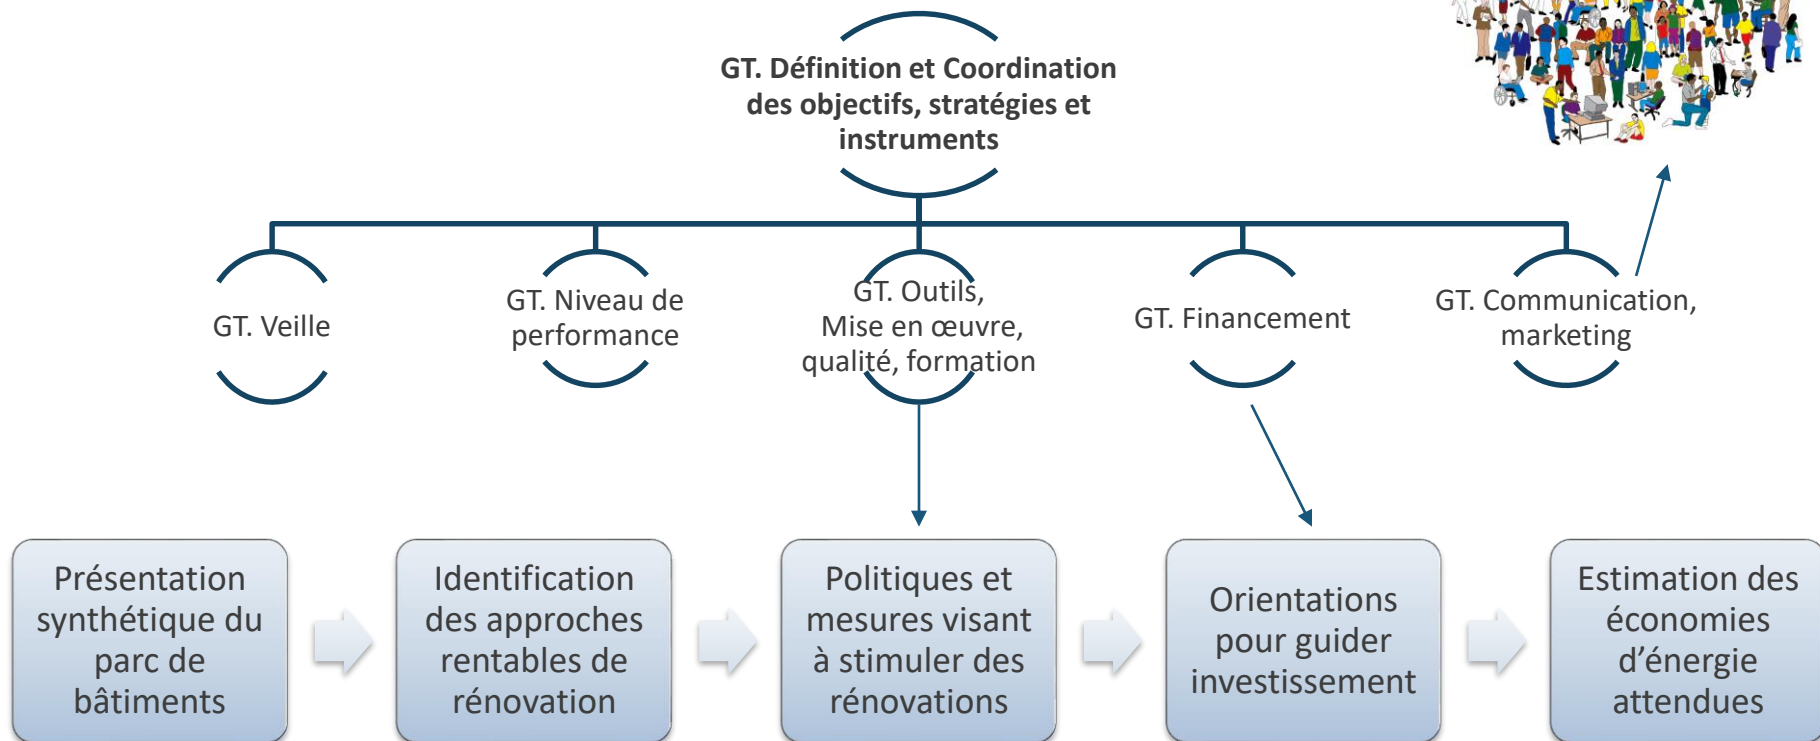 GT. Définition et Coordination
des objectifs, stratégies et
instruments
GT. Veille
GT. Niveau de
performance
GT. Outils,
Mise en œuvre,
qualité, formation
GT. Financement
GT. Communication,
marketing
Présentation
synthétique du
parc de
bâtiments
Identification
des approches
rentables de
rénovation
Politiques et
mesures visant
à stimuler des
rénovations
Orientations
pour guider
investissement
Estimation des
économies
d’énergie
attendues